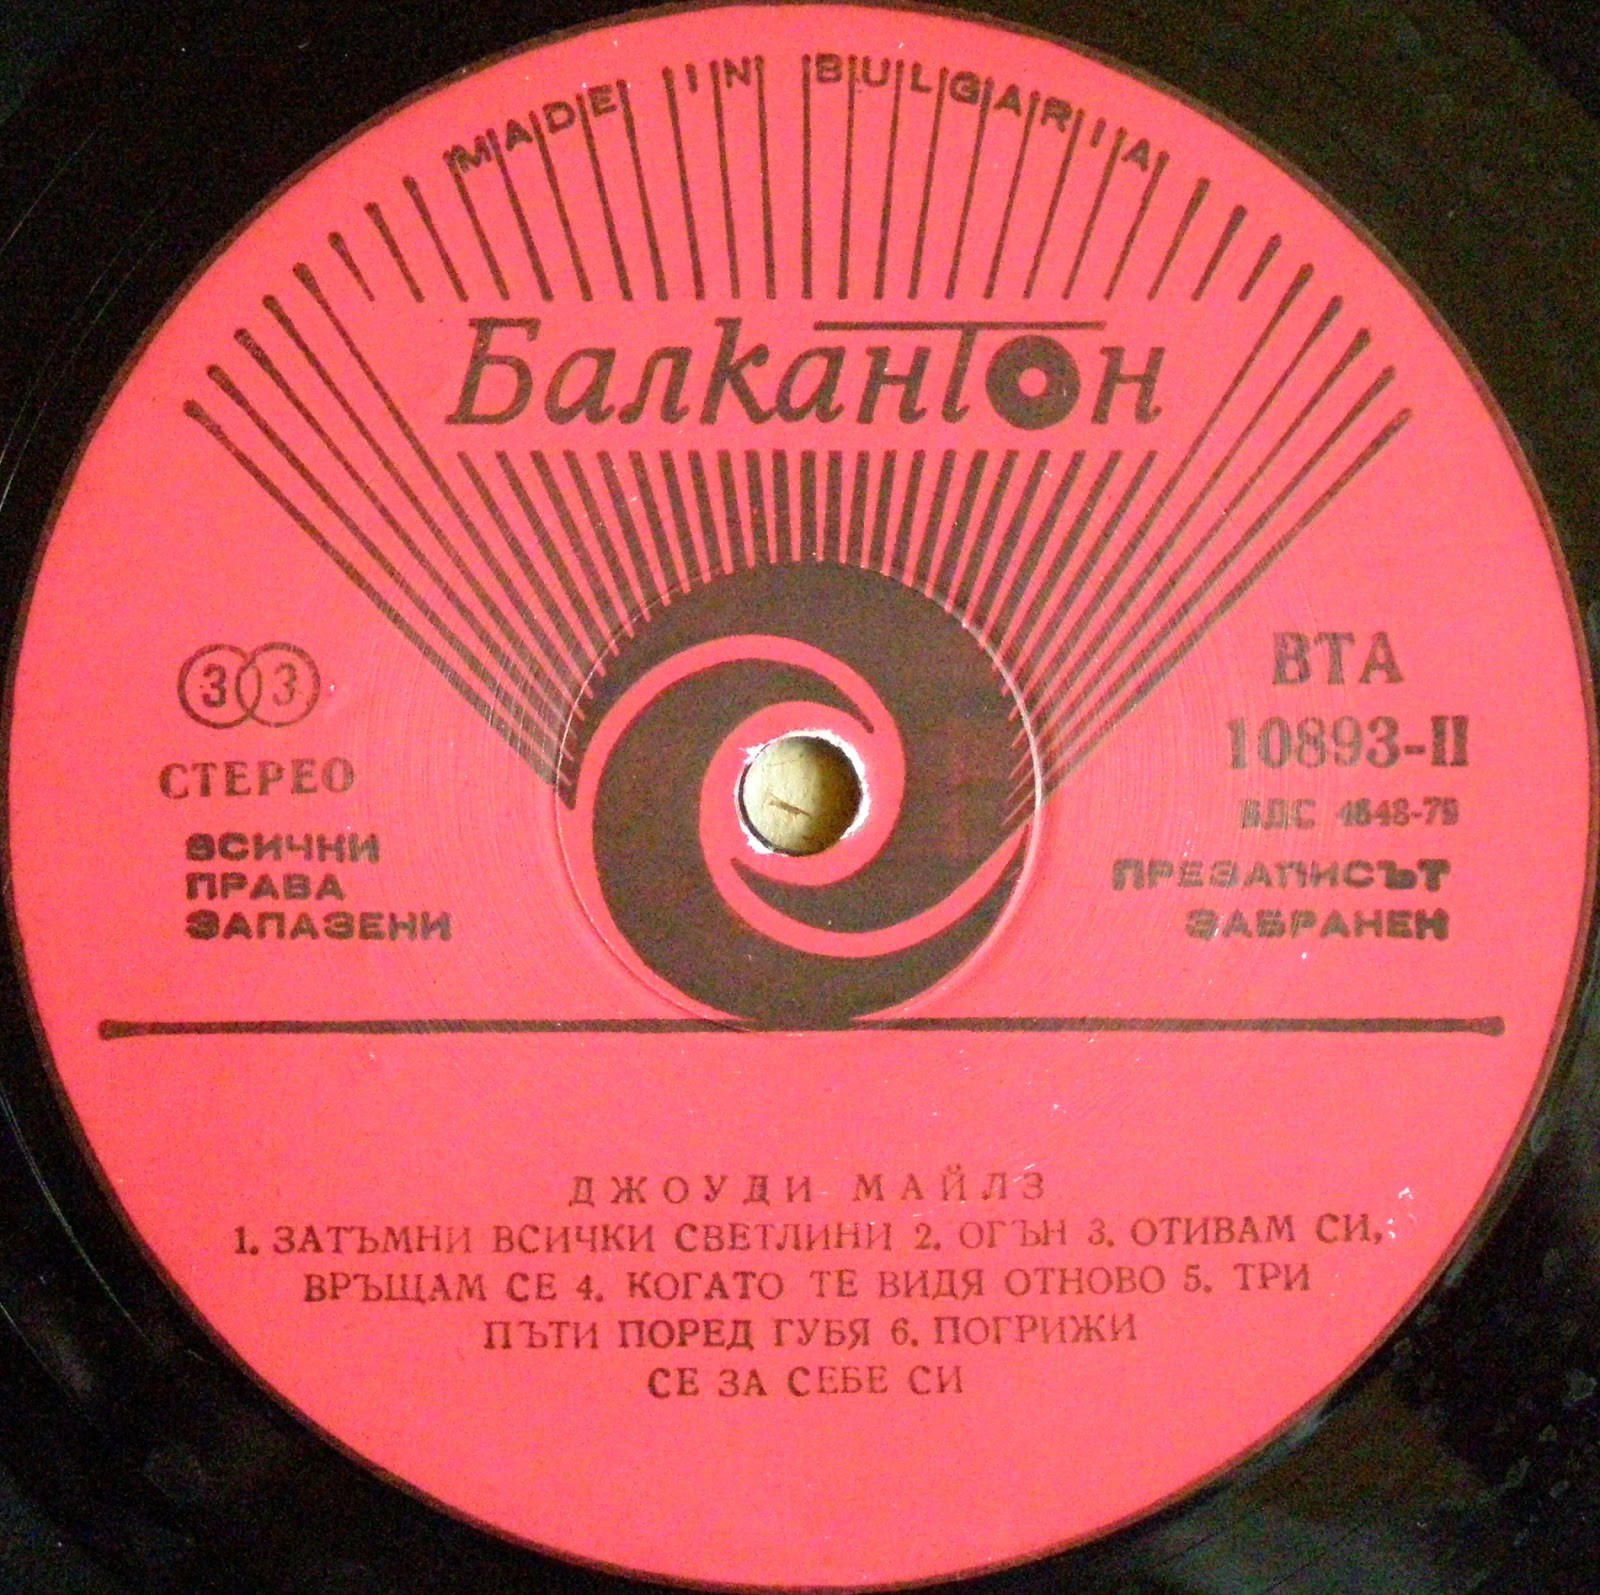 MADE IN BULGARIA
Балкантон
33
СТЕРЕО
ВСИЧНИ
ПРАВА
ЗАПАЗЕНИ
ВТА
10893-II
ПРЕЗАПИСЪТ
ЗАБРАНЕН
ДЖОУДИ МАЙЛЗ
1. ЗАТЪМНИ ВСИЧКИ СВЕТЛИНИ 2. ОГЪН 3. ОТИВАМ СИ,
ВРЪЩАМ СЕ 4. КОГАТО ТЕ ВИДЯ ОТНОВО 5. ТРИ
ПЪТИ ПОРЕД ГУБЯ 6. ПОГРИЖИ
СЕ ЗА СЕБЕ СИ